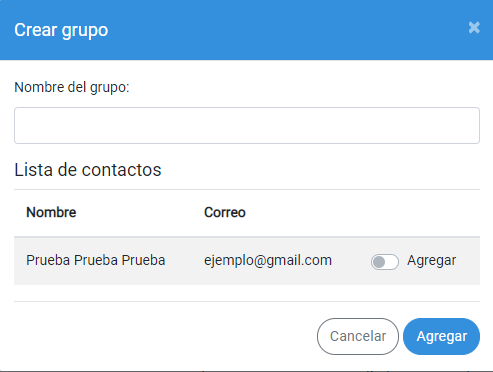 Crear grupo
×
Nombre del grupo:
Lista de contactos
Nombre Correo
Prueba Prueba Prueba ejemplo@gmail.com Agregar
Cancelar Agregar